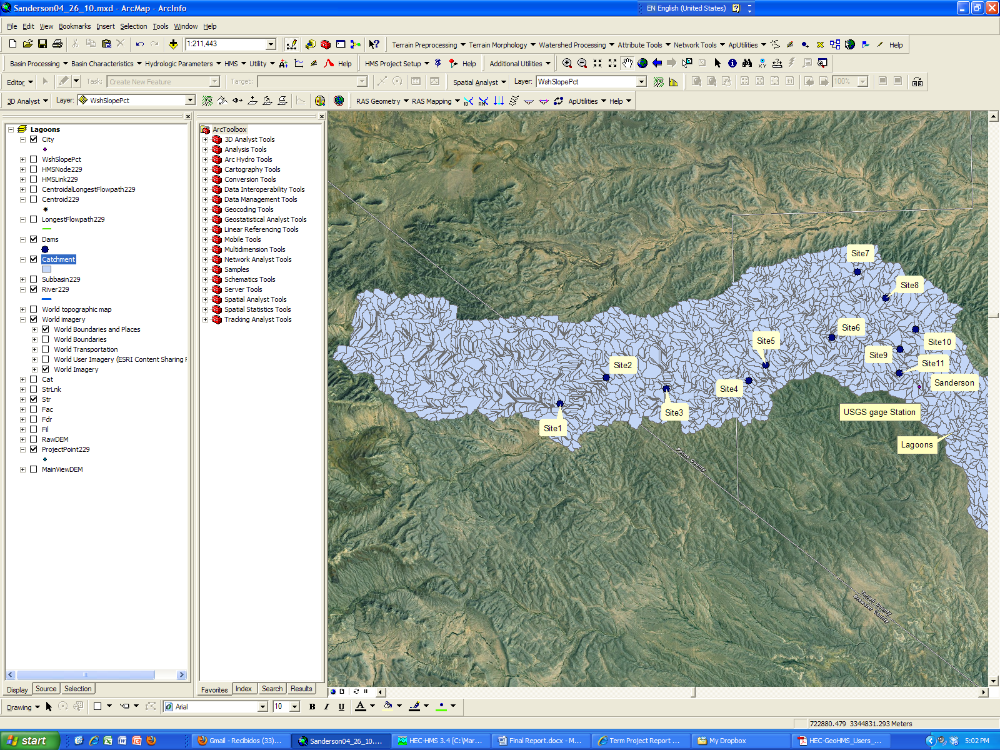 Sanderson04_26_10.mxd - ArcMap - ArcInfo
EN English (United States)
File Edit View Bookmarks Insert Selection Tools Window Help
1:211,443
Terrain Preprocessing Terrain Morphology Watershed Processing Attribute Tools Network Tools ApUtilities Help
Basin Processing Basin Characteristics Hydrologic Parameters HMS Utility Help HMS Project Setup Help Additional Utilities
Editor Task: Create New Feature Target: Spatial Analyst Layer: WshSlopePct 100%
3D Analyst Layer: WshSlopePct RAS Geometry RAS Mapping ApUtilities Help
Lagoons
City
WshSlopePct
HMSNode229
HMSLink229
CentroidalLongestFlowpath229
Centroid229
LongestFlowpath229
Dams
Catchment
Subbasin229
River229
World topographic map
World imagery
World Boundaries and Places
World Boundaries
World Transportation
World User Imagery (ESRI Content Sharing P
World Imagery
Cat
StrLnk
Str
Fac
Fdr
Fil
RawDEM
ProjectPoint229
MainViewDEM
Display Source Selection
ArcToolbox
3D Analyst Tools
Analysis Tools
Arc Hydro Tools
Cartography Tools
Conversion Tools
Data Interoperability Tools
Data Management Tools
Geocoding Tools
Geostatistical Analyst Tools
Linear Referencing Tools
Mobile Tools
Multidimension Tools
Network Analyst Tools
Samples
Schematics Tools
Server Tools
Spatial Analyst Tools
Spatial Statistics Tools
Tracking Analyst Tools
Favorites Index Search Results
Site7
Site8
Site6
Site5
Site10
Site9
Site2
Site11
Sanderson
Site4
Site3
USGS gage Station
Site1
Lagoons
Pecos County
Terrell County
Brewster County
Drawing Arial 10 B I U A
722880.479 3344831.293 Meters
start Gmail - Recibidos (33)... Sanderson04_26_10.... HEC-HMS 3.4 [C:\Mar... Final Report.docx - M... Term Project Report ... My Dropbox HEC-GeoHMS_Users_... 5:02 PM